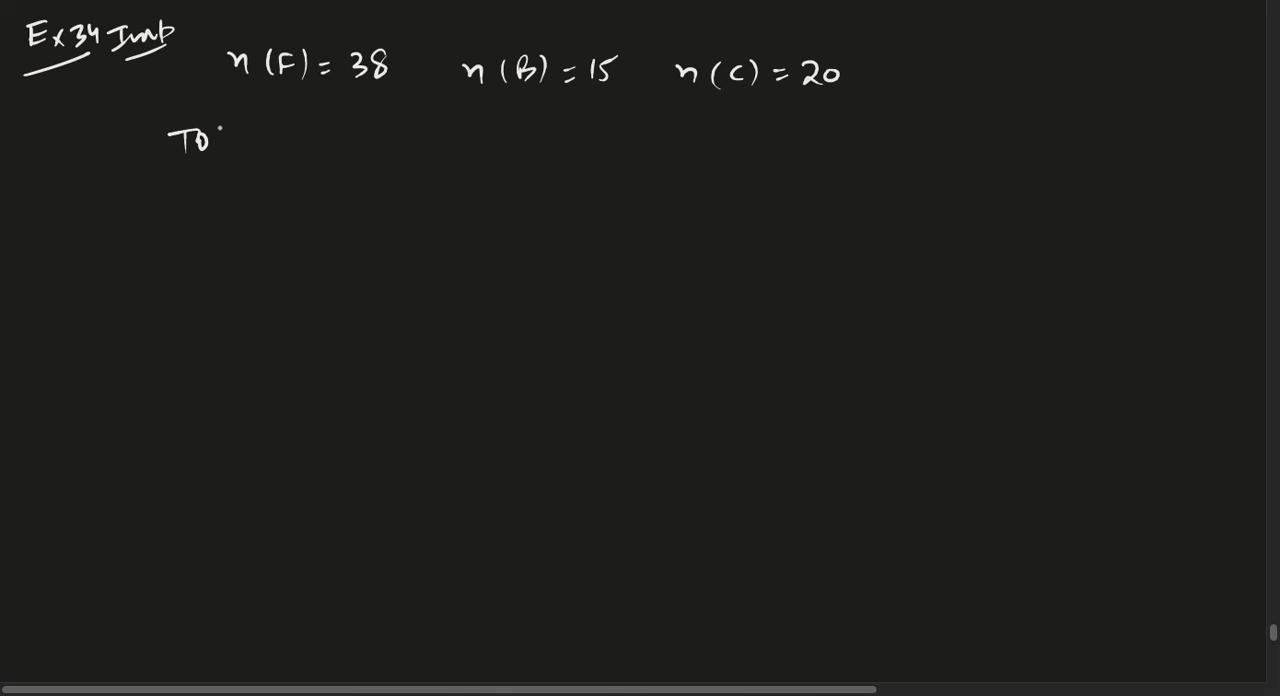 Ex 34 Imp
n (F) = 38 n (B) = 15 n (C) = 20
To